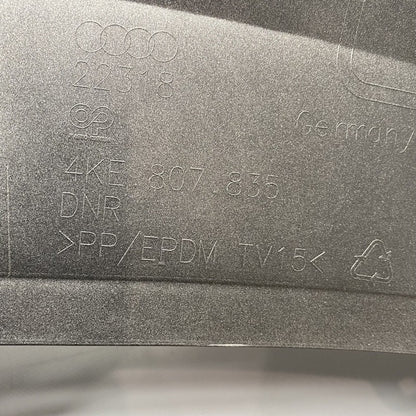 22318
Germany
4KE 807.835
DNR
>PP/EPDM TV15<